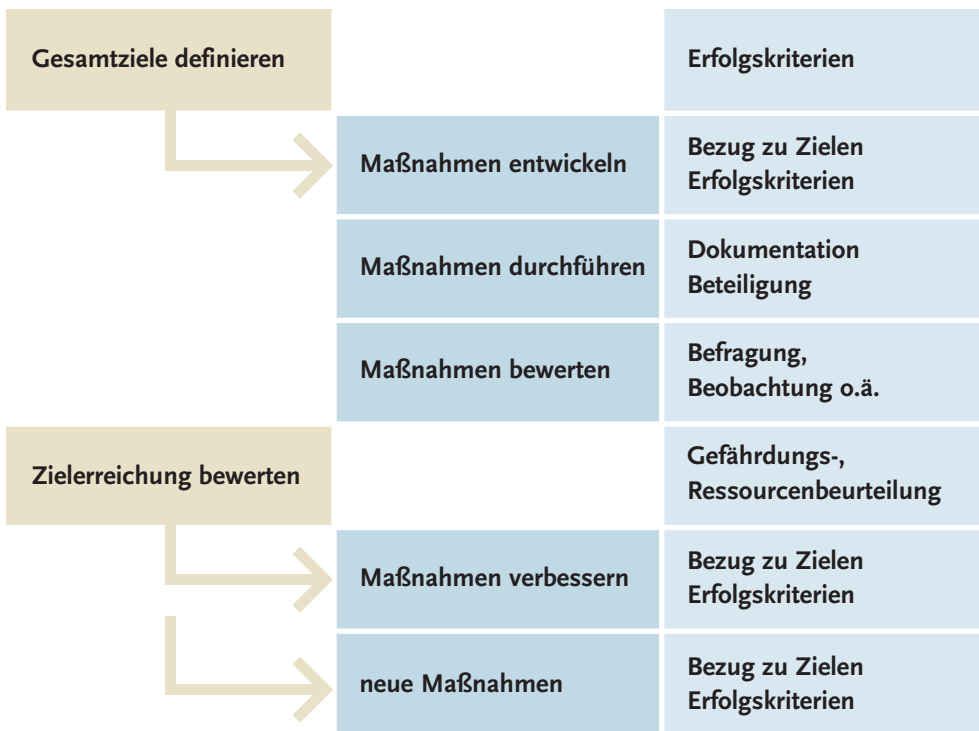 Gesamtziele definieren
Erfolgskriterien
Maßnahmen entwickeln
Bezug zu Zielen
Erfolgskriterien
Maßnahmen durchführen
Dokumentation
Beteiligung
Maßnahmen bewerten
Befragung,
Beobachtung o.ä.
Zielerreichung bewerten
Gefährdungs-,
Ressourcenbeurteilung
Maßnahmen verbessern
Bezug zu Zielen
Erfolgskriterien
neue Maßnahmen
Bezug zu Zielen
Erfolgskriterien